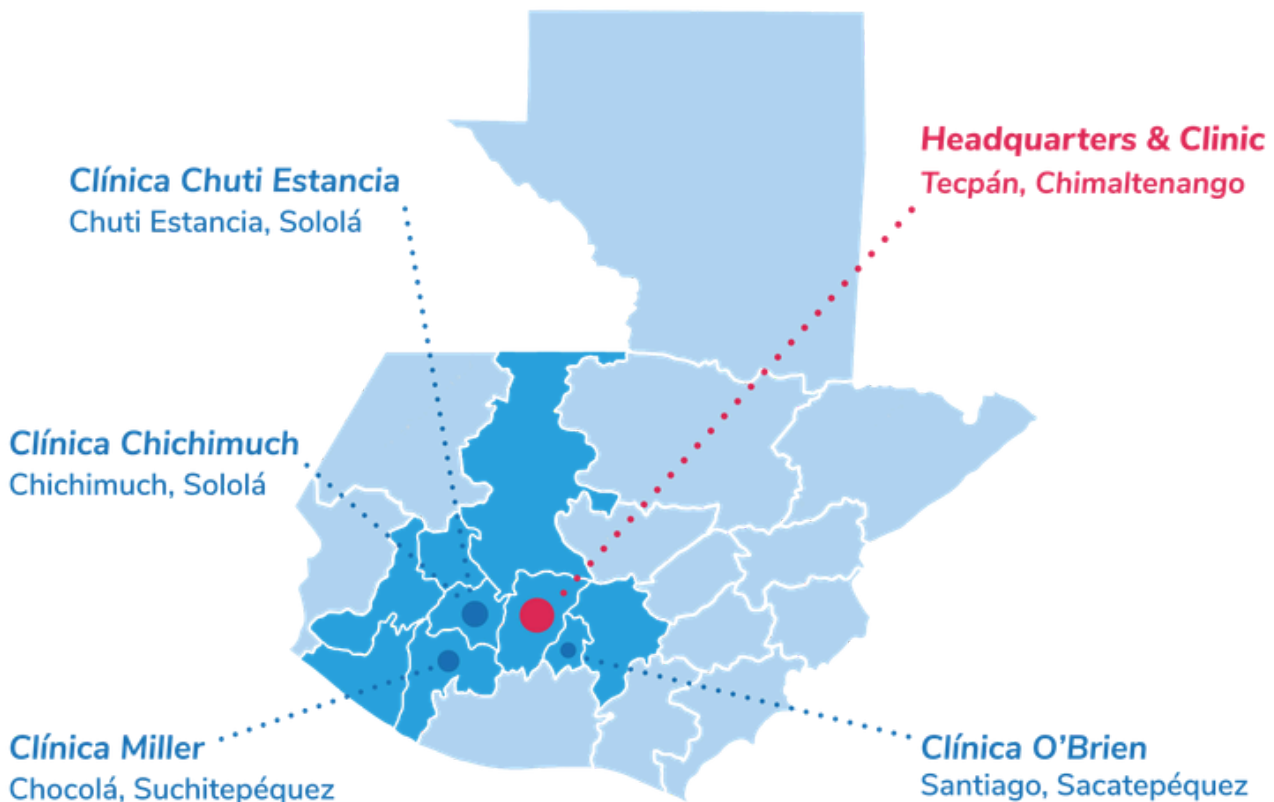 Headquarters & Clinic
Tecpán, Chimaltenango
Clínica Chuti Estancia
Chuti Estancia, Sololá
Clínica Chichimuch
Chichimuch, Sololá
Clínica Miller
Chocolá, Suchitepéquez
Clínica O’Brien
Santiago, Sacatepéquez